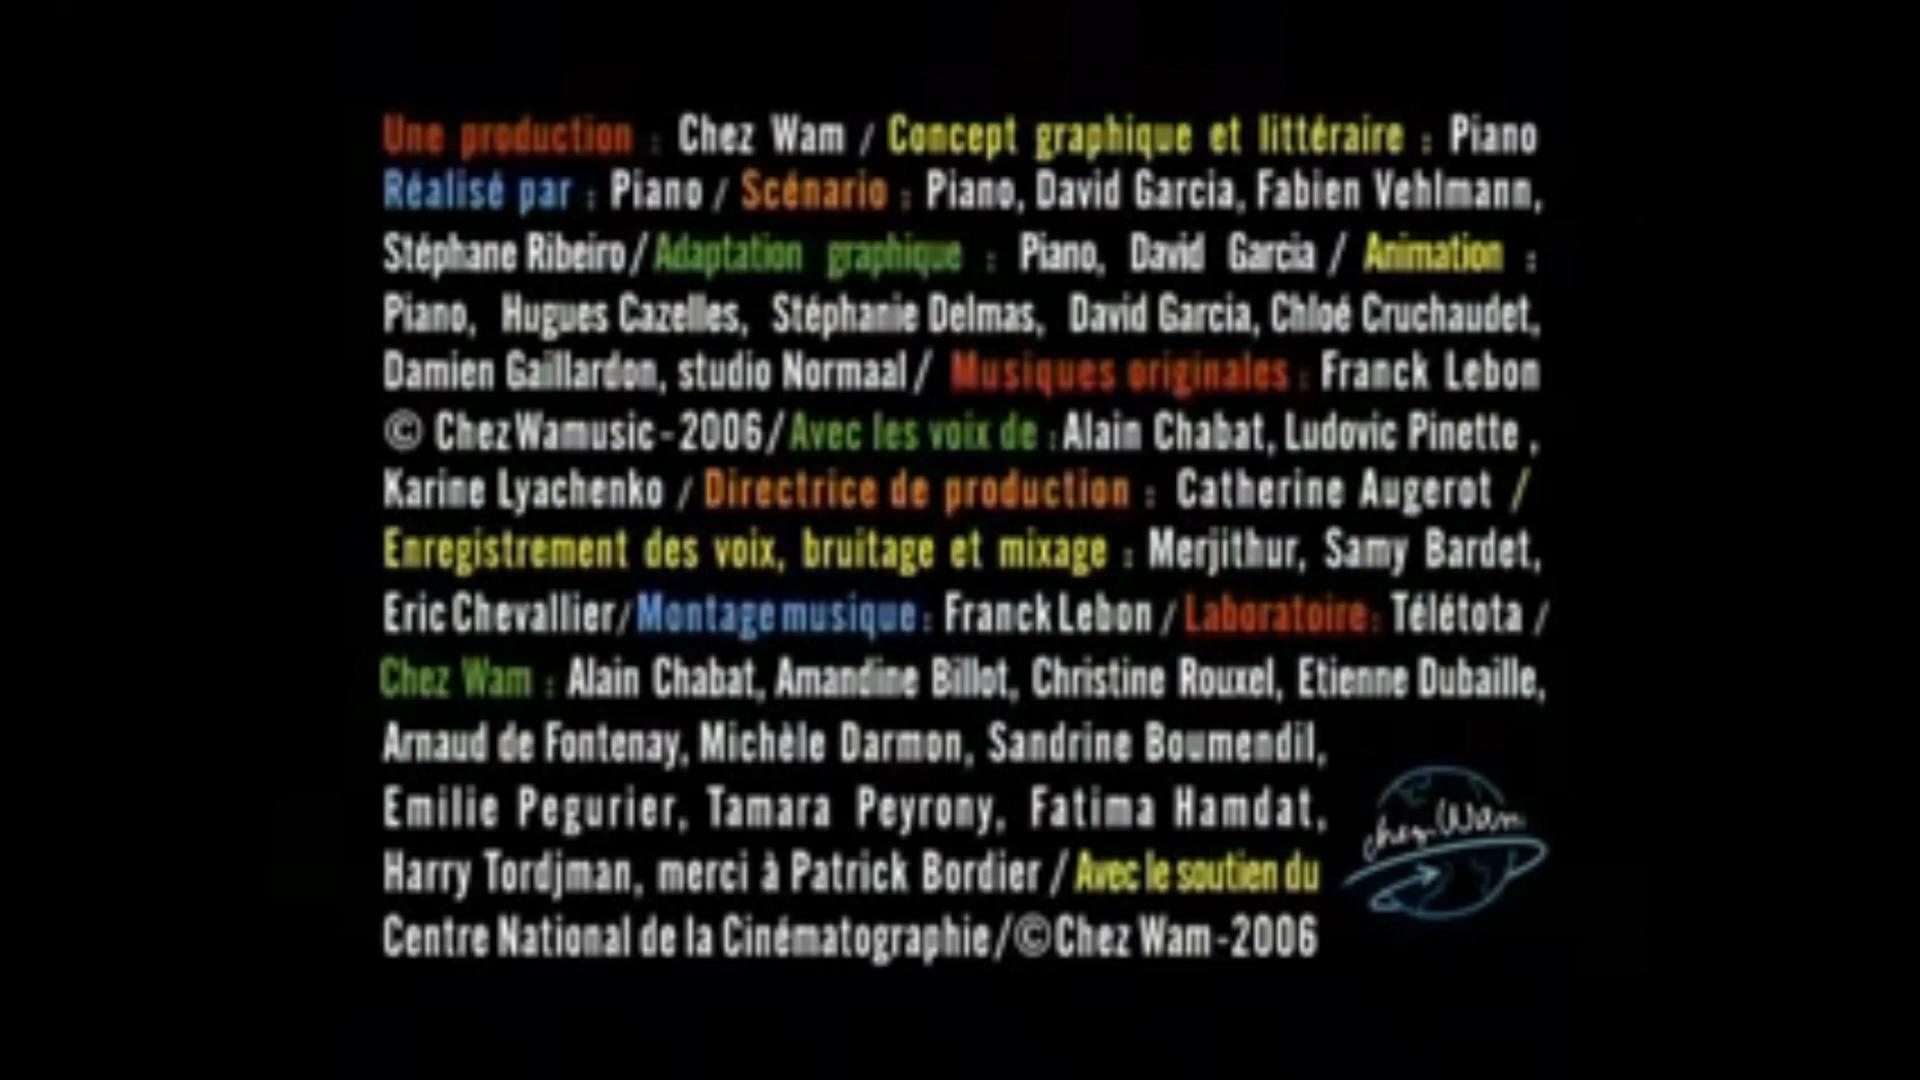 Une production : Chez Wam / Concept graphique et littéraire : Piano
Réalisé par : Piano / Scénario : Piano, David Garcia, Fabien Vehlmann,
Stéphane Ribeiro / Adaptation graphique : Piano, David Garcia / Animation :
Piano, Hugues Cazelles, Stéphanie Delmas, David Garcia, Chloé Cruchaudet,
Damien Gaillardon, studio Normaal / Musiques originales : Franck Lebon
© Chez Wamusic - 2006 / Avec les voix de : Alain Chabat, Ludovic Pinette ,
Karine Lyachenko / Directrice de production : Catherine Augerot /
Enregistrement des voix, bruitage et mixage : Merjithur, Samy Bardet,
Eric Chevallier / Montage musique : Franck Lebon / Laboratoire : Télétota /
Chez Wam : Alain Chabat, Amandine Billot, Christine Rouxel, Etienne Dubaille,
Arnaud de Fontenay, Michèle Darmon, Sandrine Boumendil,
Emilie Pegurier, Tamara Peyrony, Fatima Hamdat,
Harry Tordjman, merci à Patrick Bordier / Avec le soutien du
Centre National de la Cinématographie / © Chez Wam - 2006
chez Wam